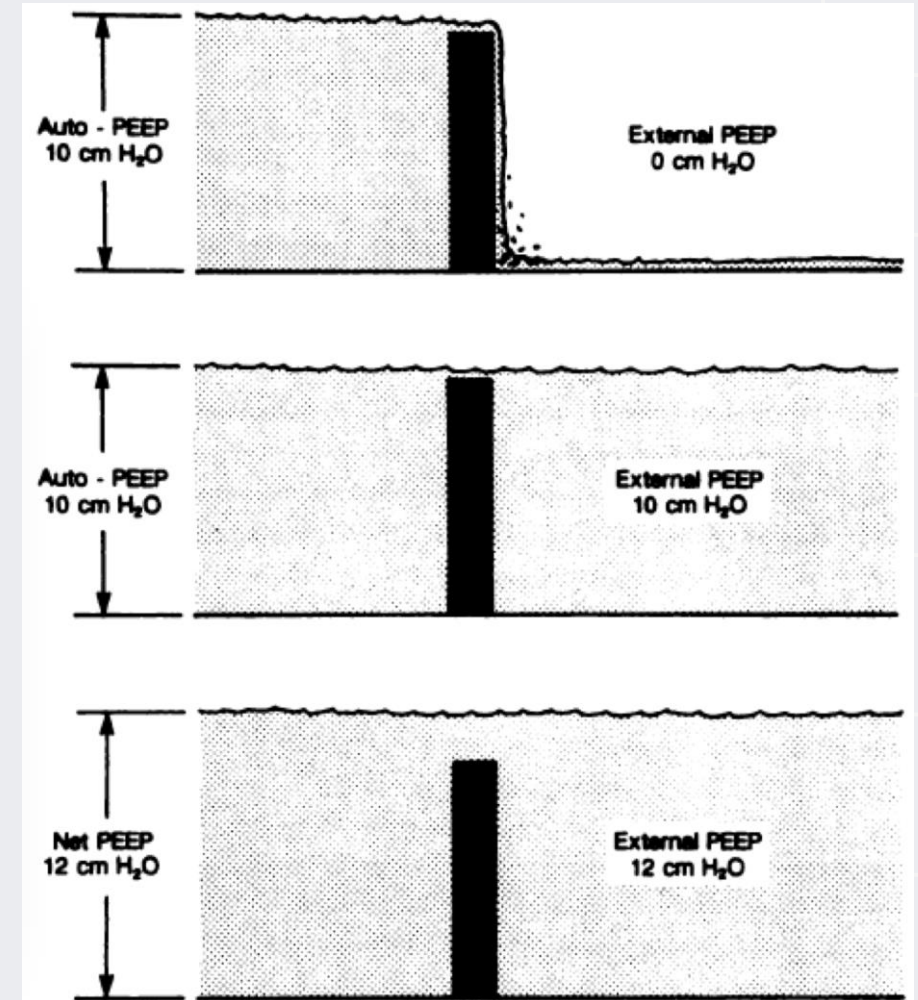 Auto - PEEP
10 cm H₂O
External PEEP
0 cm H₂O
Auto - PEEP
10 cm H₂O
External PEEP
10 cm H₂O
Net PEEP
12 cm H₂O
External PEEP
12 cm H₂O